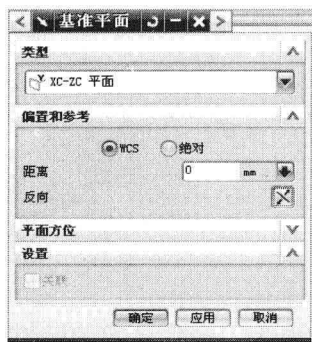 基准平面
类型
XC-ZC 平面
偏置和参考
WCS 绝对
距离 0 mm
反向
平面方位
设置
关联
确定 应用 取消